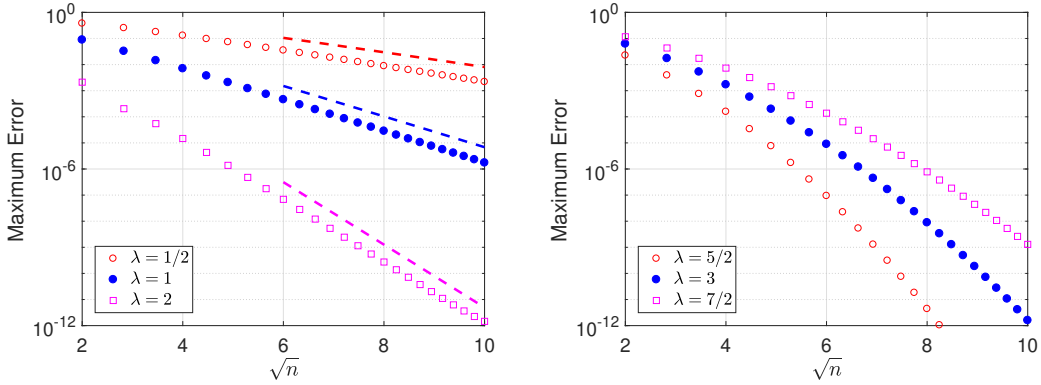 Maximum Error
10^0
10^-6
10^-12
λ = 1/2
λ = 1
λ = 2
2 4 6 8 10
√n
Maximum Error
10^0
10^-6
10^-12
λ = 5/2
λ = 3
λ = 7/2
2 4 6 8 10
√n